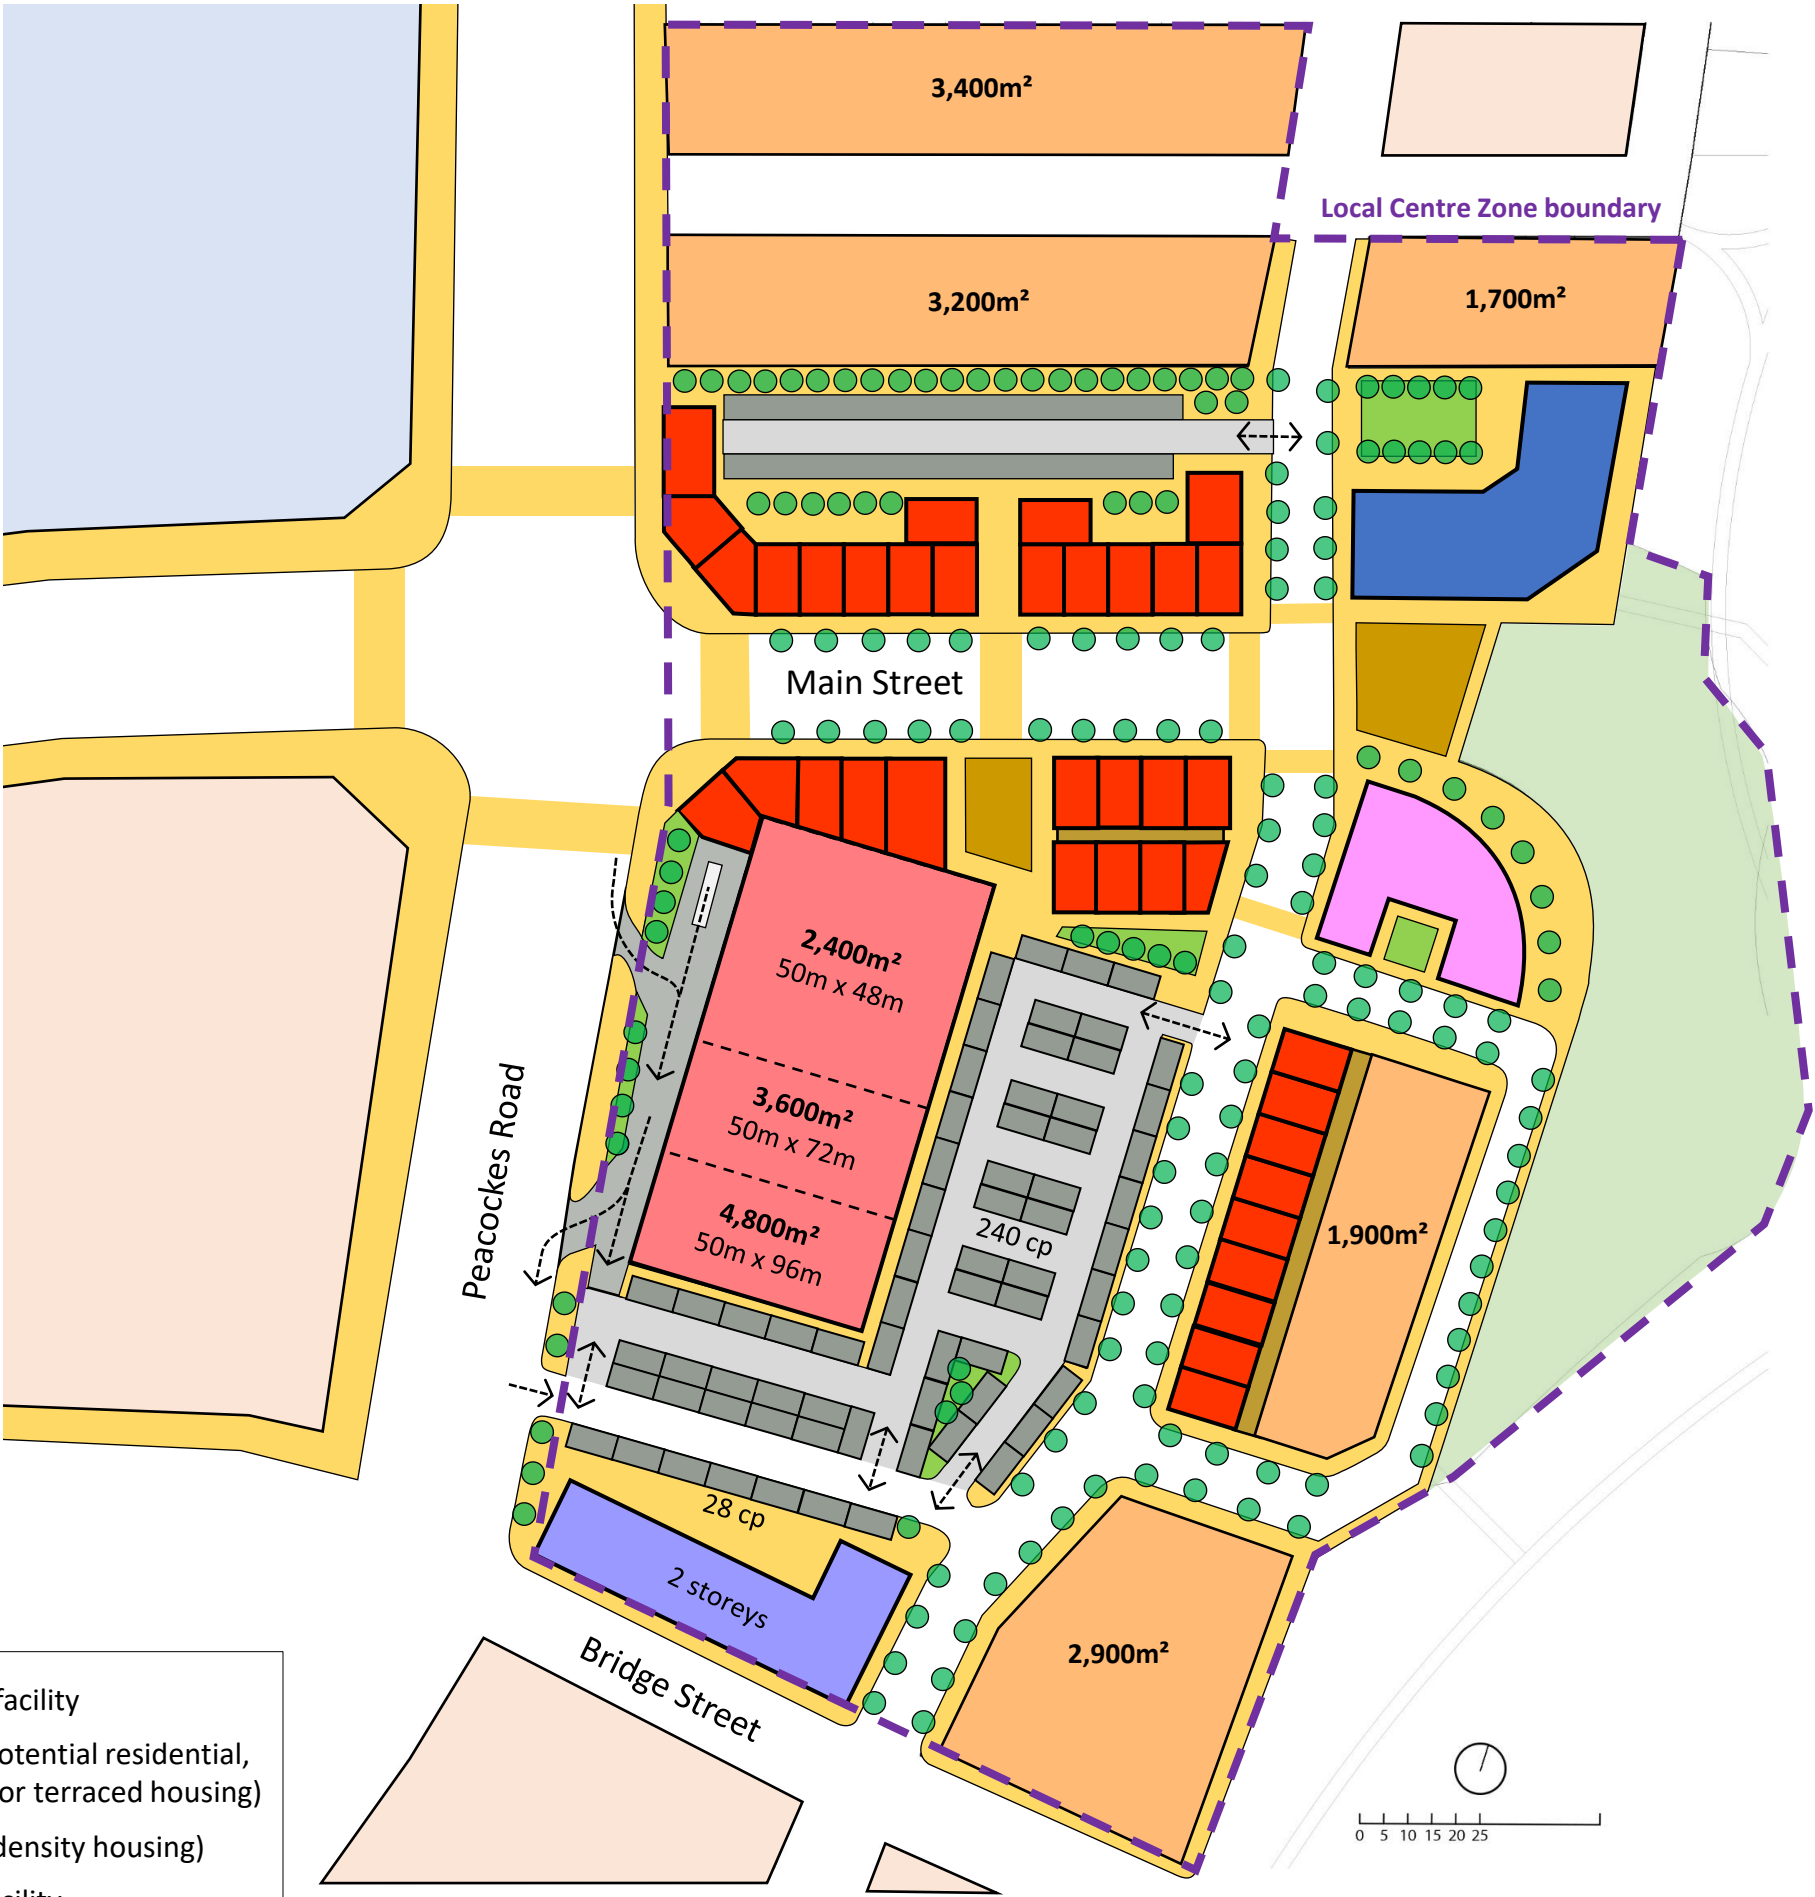 3,400m²
Local Centre Zone boundary
3,200m²
1,700m²
Main Street
2,400m²
50m x 48m
3,600m²
50m x 72m
4,800m²
50m x 96m
240 cp
Peacockes Road
1,900m²
28 cp
2 storeys
Bridge Street
2,900m²
facility
otential residential,
or terraced housing)
density housing)
0 5 10 15 20 25